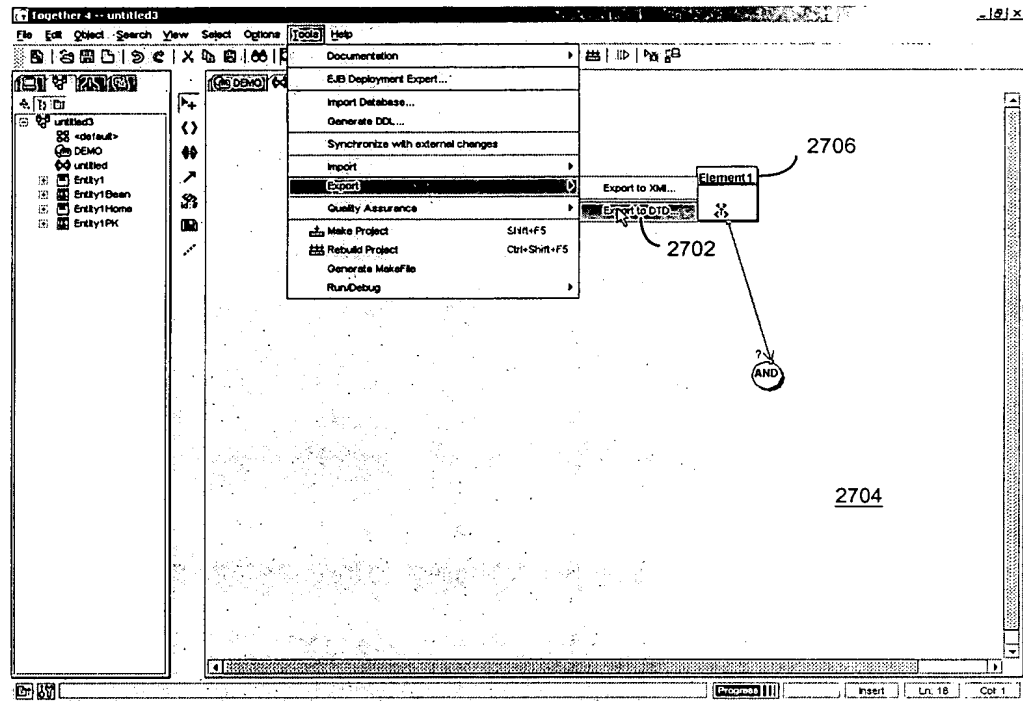 Together 4 -- untitled3
File Edit Object Search View Select Options Tools Help
DEMO
Documentation
EJB Deployment Expert...
Import Database...
Generate DDL...
Synchronize with external changes
Import
Export
Quality Assurance
Make Project Shift+F5
Rebuild Project Ctrl+Shift+F5
Generate MakeFile
Run/Debug
Export to XMI...
Export to DTD
untitled3
<default>
DEMO
untitled
Entity1
Entity1Bean
Entity1Home
Entity1PK
Element1
2706
2702
?
AND
2704
Progress
Insert
Ln: 18
Col: 1